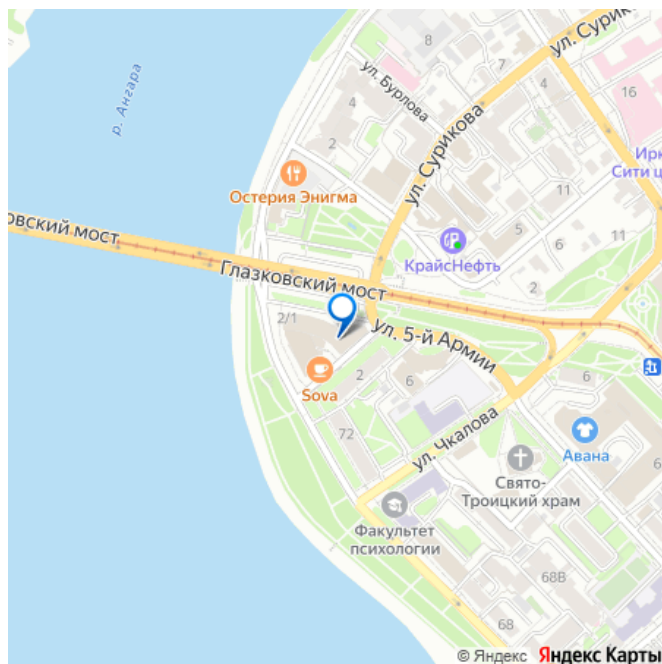 8
ул. Сурикова
7
4
16
р. Ангара
ул. Бурлова
4
2
Ирк
Сити ц
ул. Сурикова
11
Остерия Энигма
5
11
6
КрайсНефть
овский мост
Глазковский мост
2
2/1
ул. 5-й Армии
Sova
2
6
6
72
ул. Чкалова
Авана
6
Свято-
Троицкий храм
Факультет
психологии
68В
68
© Яндекс Яндекс Карты